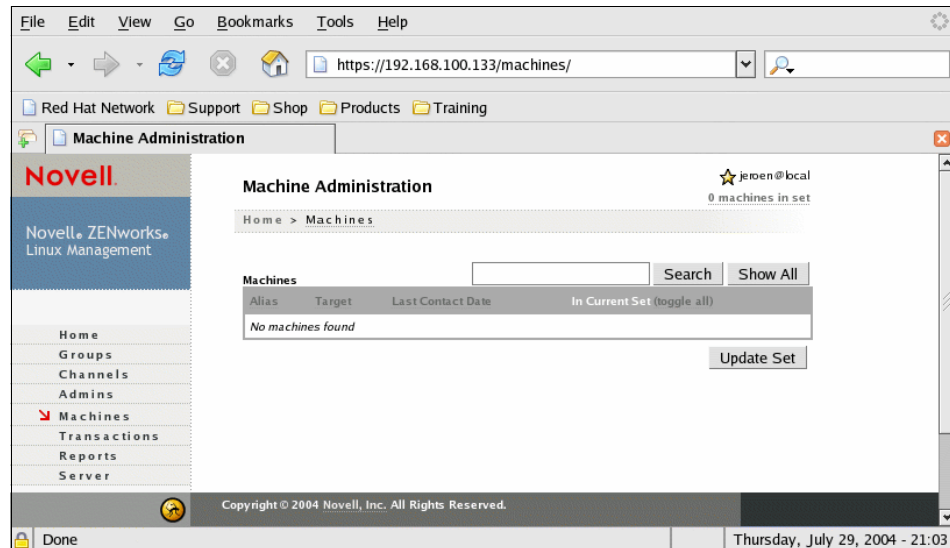 File Edit View Go Bookmarks Tools Help
https://192.168.100.133/machines/
Red Hat Network Support Shop Products Training
Machine Administration
Novell.
Novell® ZENworks®
Linux Management
Home
Groups
Channels
Admins
Machines
Transactions
Reports
Server
Machine Administration
jeroen@local
0 machines in set
Home > Machines
Machines
Search Show All
Alias Target Last Contact Date In Current Set (toggle all)
No machines found
Update Set
Copyright © 2004 Novell, Inc. All Rights Reserved.
Done
Thursday, July 29, 2004 - 21:03